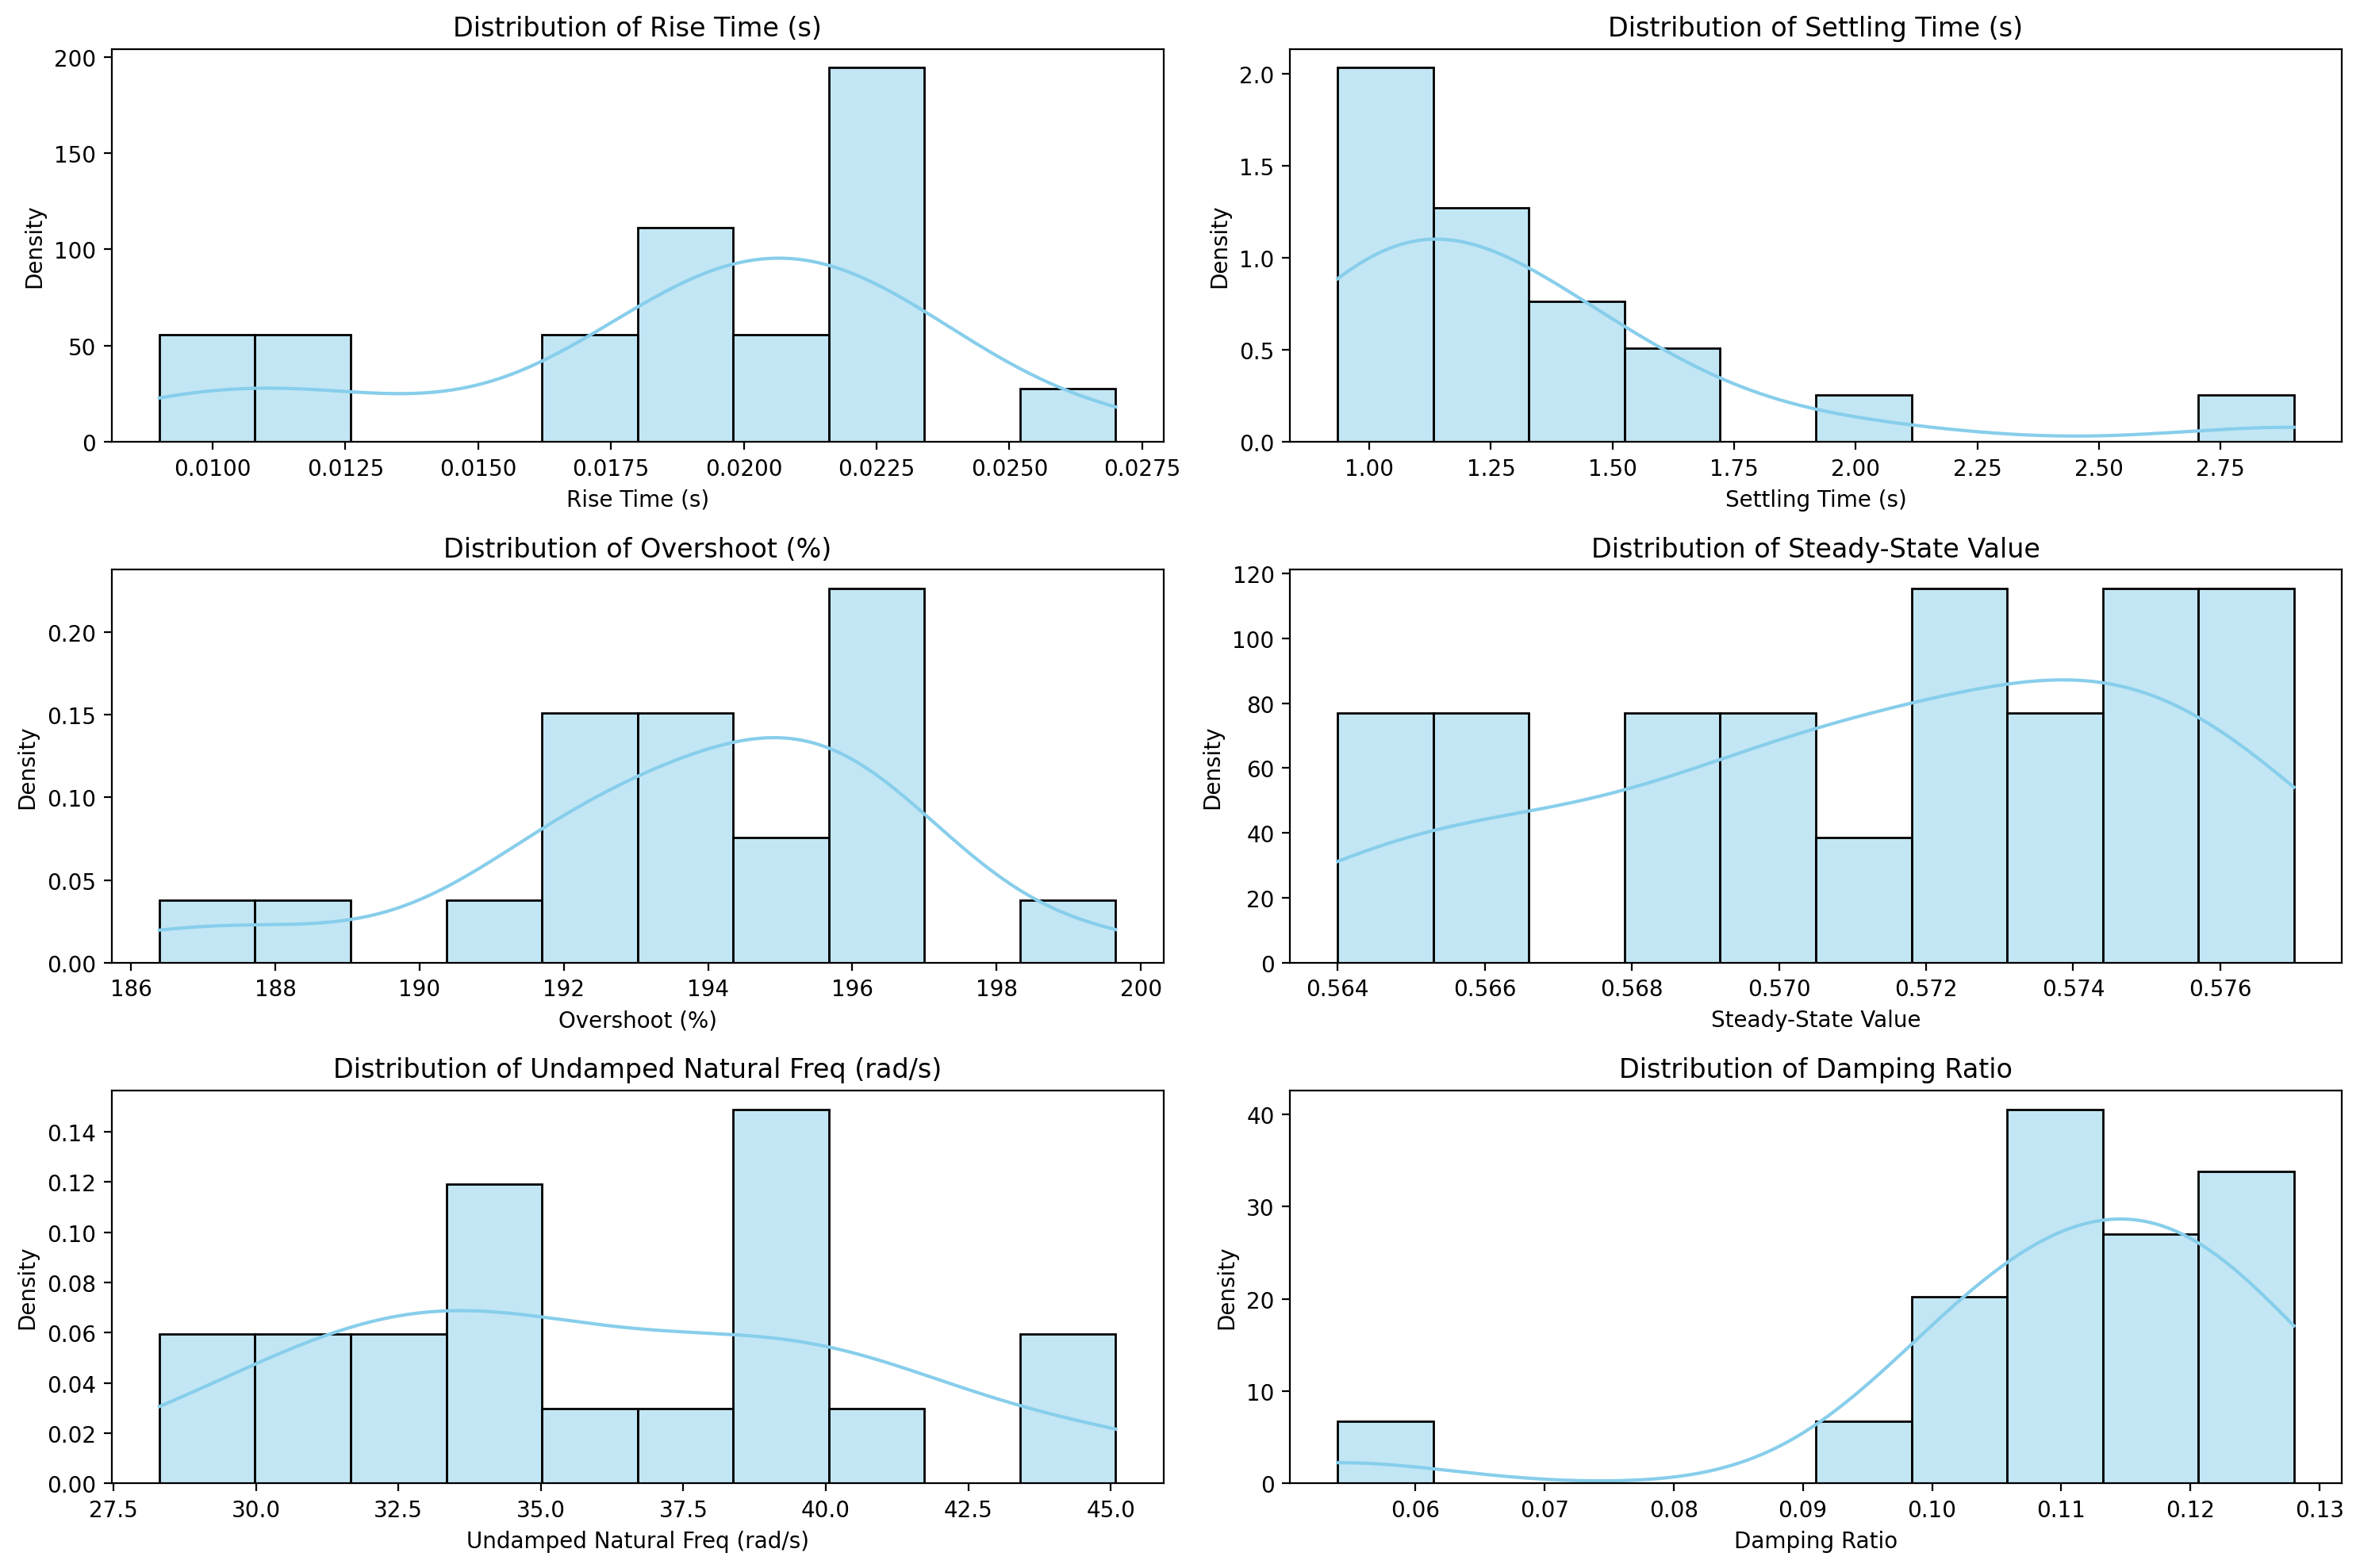 Distribution of Rise Time (s)
200
150
100
50
0
Density
0.0100 0.0125 0.0150 0.0175 0.0200 0.0225 0.0250 0.0275
Rise Time (s)
Distribution of Settling Time (s)
2.0
1.5
1.0
0.5
0.0
Density
1.00 1.25 1.50 1.75 2.00 2.25 2.50 2.75
Settling Time (s)
Distribution of Overshoot (%)
0.20
0.15
0.10
0.05
0.00
Density
186 188 190 192 194 196 198 200
Overshoot (%)
Distribution of Steady-State Value
120
100
80
60
40
20
0
Density
0.564 0.566 0.568 0.570 0.572 0.574 0.576
Steady-State Value
Distribution of Undamped Natural Freq (rad/s)
0.14
0.12
0.10
0.08
0.06
0.04
0.02
0.00
Density
27.5 30.0 32.5 35.0 37.5 40.0 42.5 45.0
Undamped Natural Freq (rad/s)
Distribution of Damping Ratio
40
30
20
10
0
Density
0.06 0.07 0.08 0.09 0.10 0.11 0.12 0.13
Damping Ratio